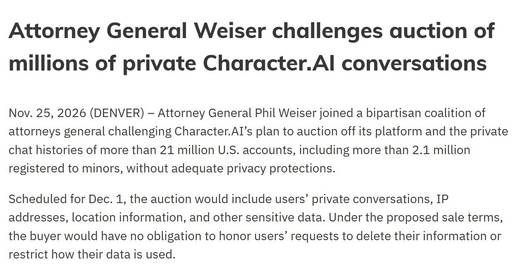 Attorney General Weiser challenges auction of
millions of private Character.AI conversations
Nov. 25, 2026 (DENVER) – Attorney General Phil Weiser joined a bipartisan coalition of
attorneys general challenging Character.AI’s plan to auction off its platform and the private
chat histories of more than 21 million U.S. accounts, including more than 2.1 million
registered to minors, without adequate privacy protections.
Scheduled for Dec. 1, the auction would include users’ private conversations, IP
addresses, location information, and other sensitive data. Under the proposed sale terms,
the buyer would have no obligation to honor users’ requests to delete their information or
restrict how their data is used.